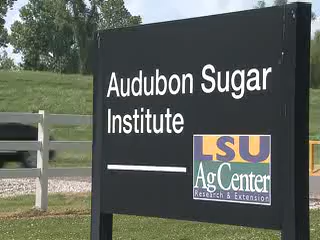 Audubon Sugar
Institute
LSU
AgCenter
Research & Extension